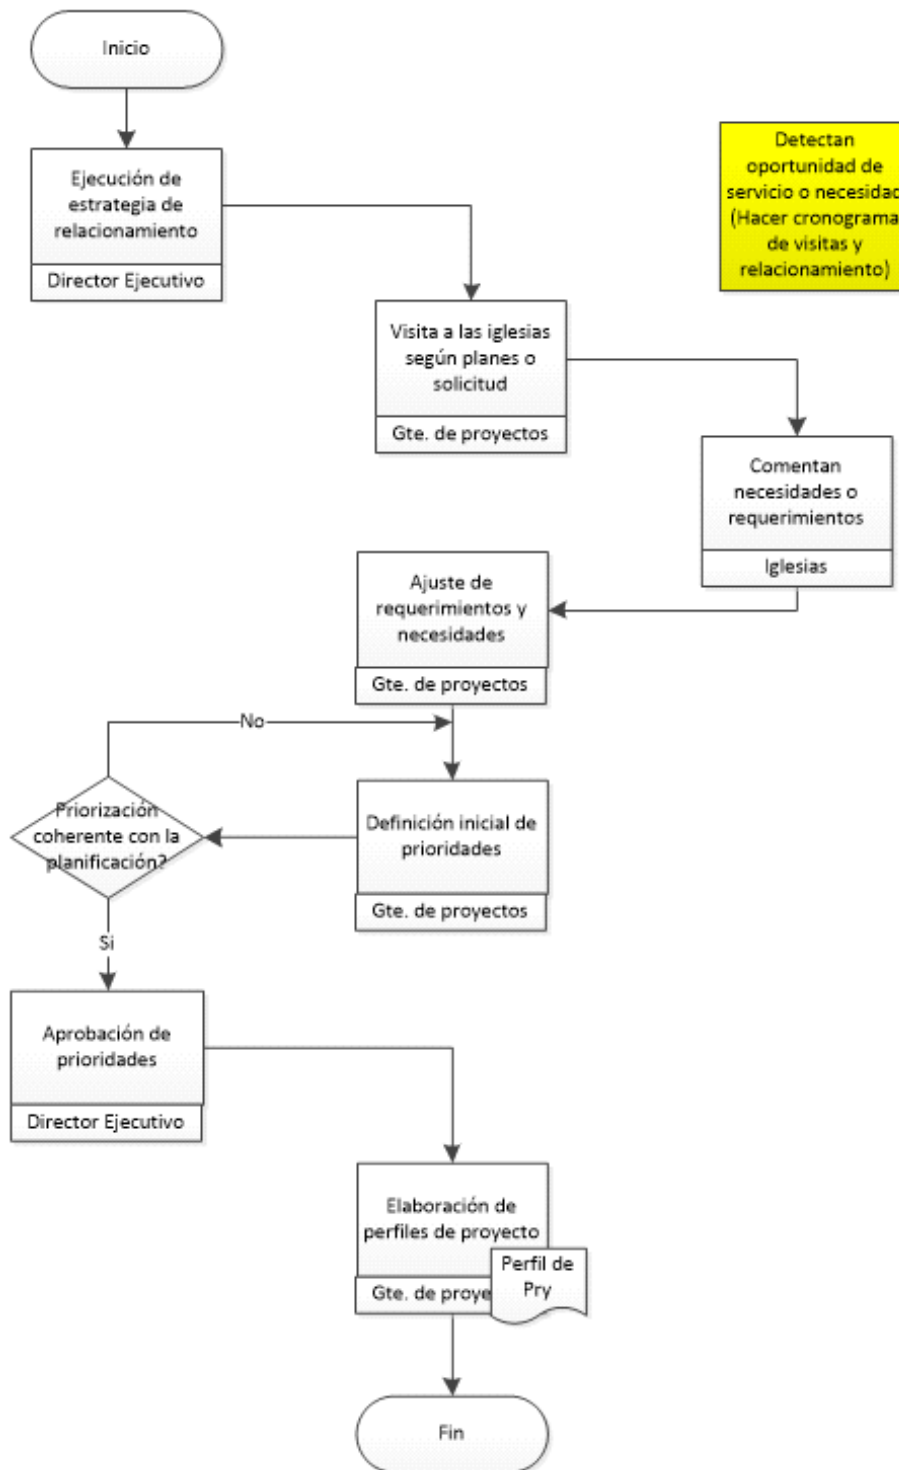 Inicio
Ejecución de
estrategia de
relacionamiento
Director Ejecutivo
Detectan
oportunidad de
servicio o necesidad
(Hacer cronograma
de visitas y
relacionamiento)
Visita a las iglesias
según planes o
solicitud
Gte. de proyectos
Comentan
necesidades o
requerimientos
Iglesias
Ajuste de
requerimientos y
necesidades
Gte. de proyectos
No
Priorización
coherente con la
planificación?
Definición inicial de
prioridades
Gte. de proyectos
Si
Aprobación de
prioridades
Director Ejecutivo
Elaboración de
perfiles de proyecto
Gte. de proye
Perfil de
Pry
Fin